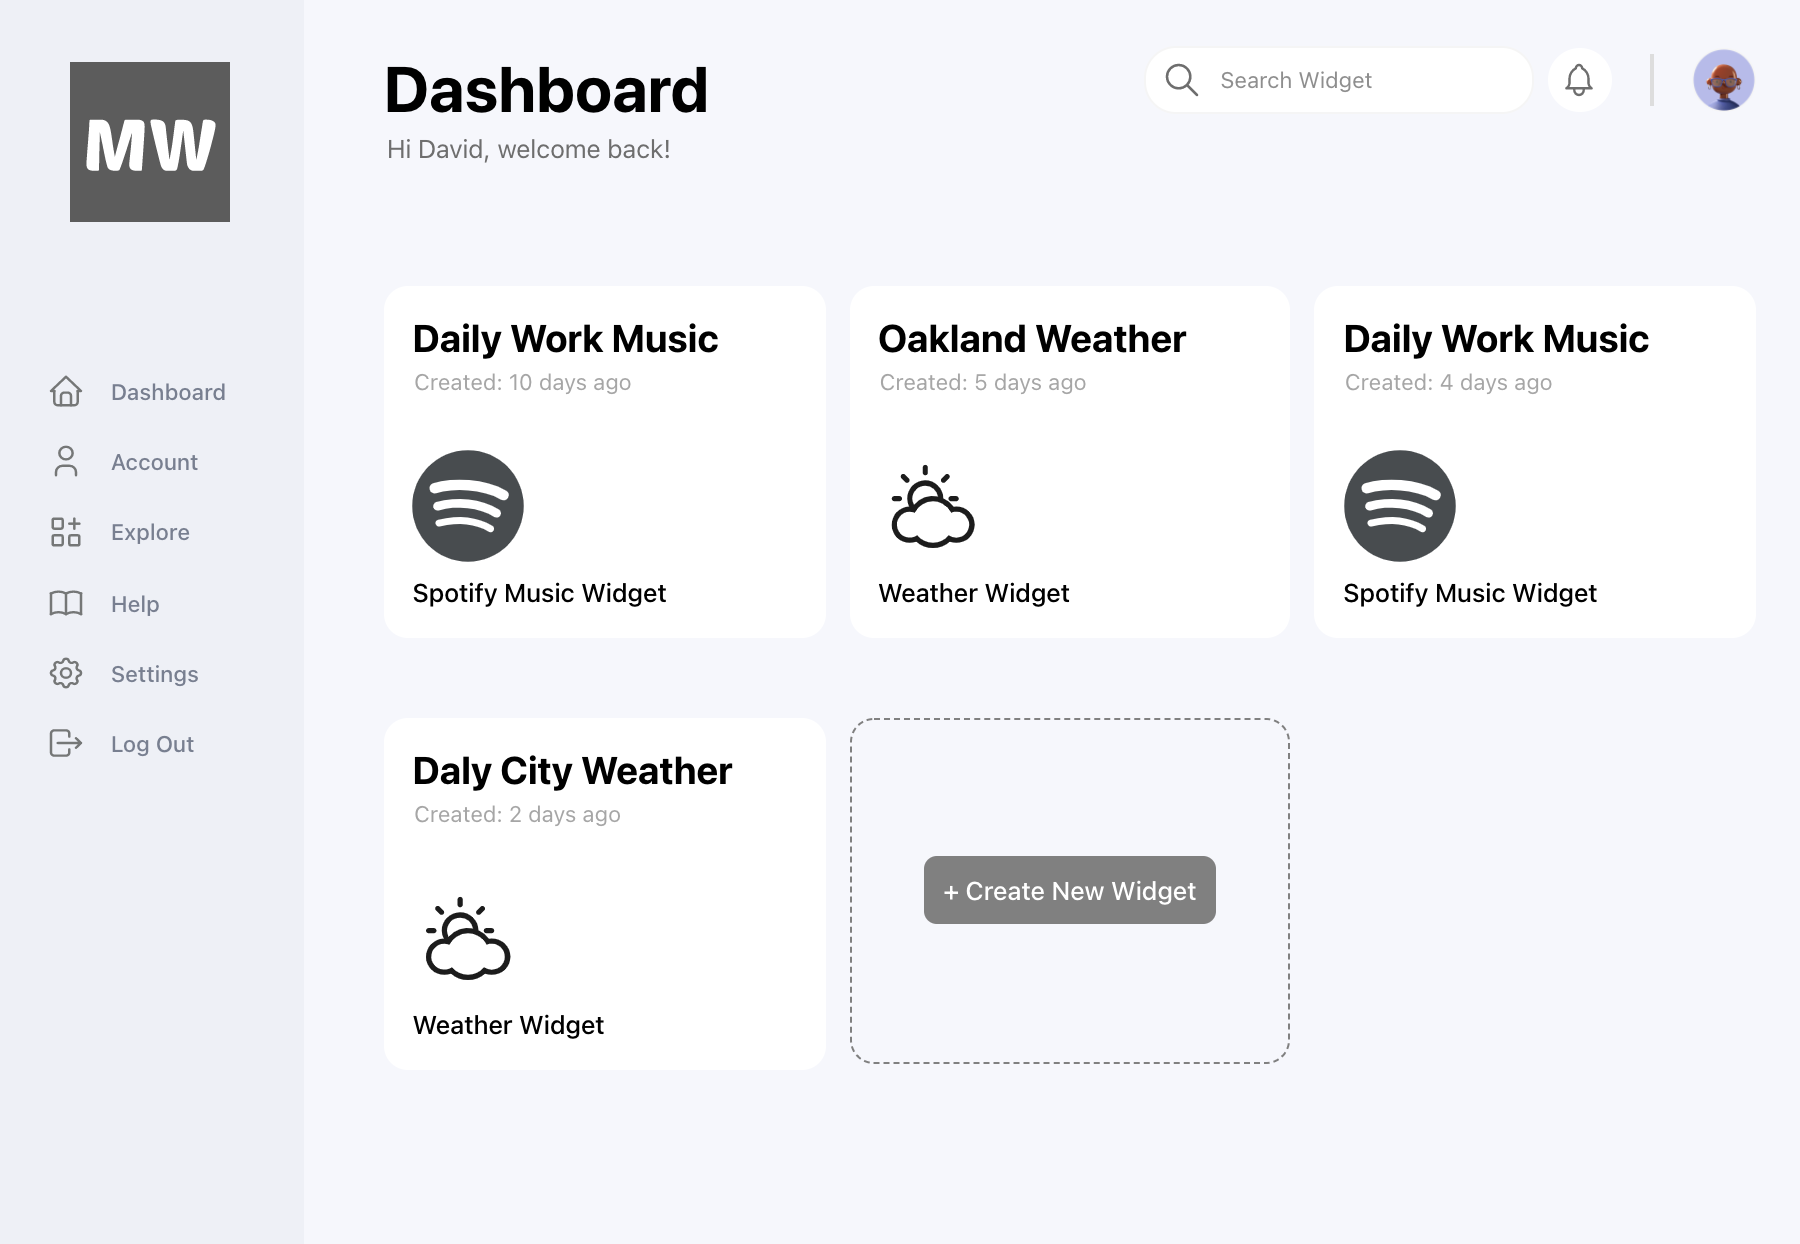 MW
Dashboard
Account
Explore
Help
Settings
Log Out
Dashboard
Hi David, welcome back!
Search Widget
Daily Work Music
Created: 10 days ago
Spotify Music Widget
Oakland Weather
Created: 5 days ago
Weather Widget
Daily Work Music
Created: 4 days ago
Spotify Music Widget
Daly City Weather
Created: 2 days ago
Weather Widget
+ Create New Widget